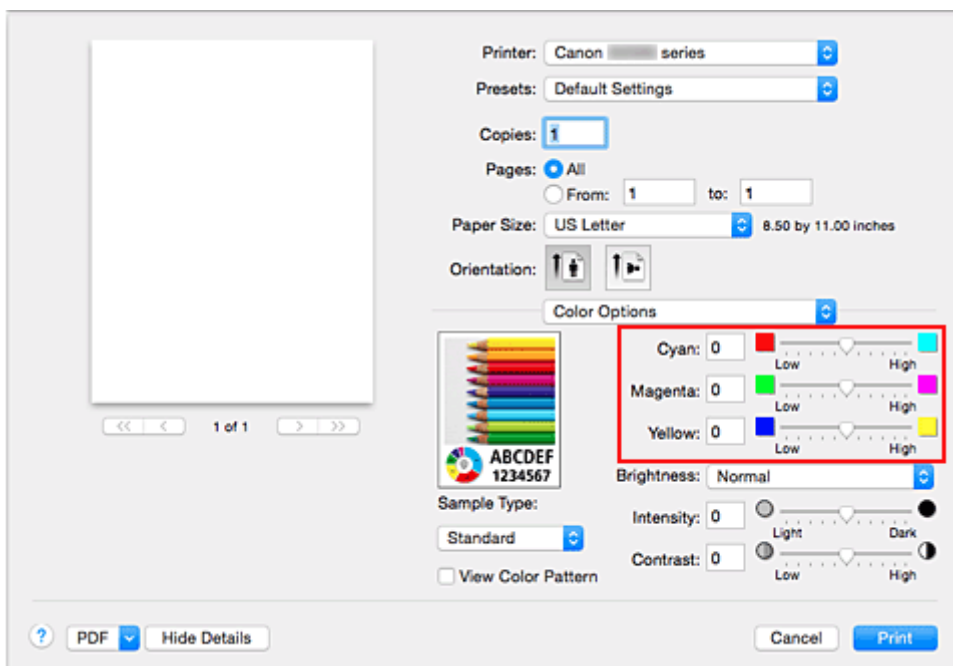 Printer: Canon series
Presets: Default Settings
Copies: 1
Pages: All
From: 1 to: 1
Paper Size: US Letter 8.50 by 11.00 inches
Orientation:
Color Options
Cyan: 0
Low High
Magenta: 0
Low High
Yellow: 0
Low High
ABCDEF
1234567
Sample Type:
Standard
View Color Pattern
Brightness: Normal
Intensity: 0
Light Dark
Contrast: 0
Low High
1 of 1
? PDF Hide Details Cancel Print